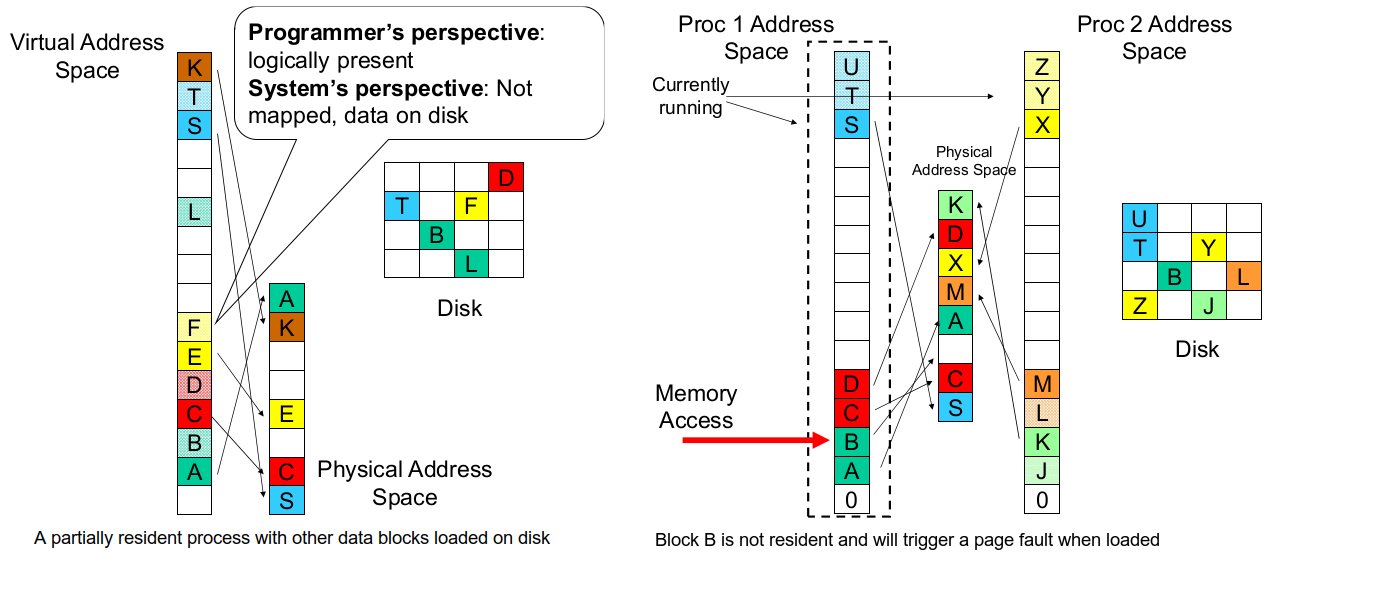 Virtual Address
Space
K
T
S
L
F
E
D
C
B
A
Programmer's perspective:
logically present
System's perspective: Not
mapped, data on disk
D
T F
B
L
Disk
A
K
E
C
S
Physical Address
Space
A partially resident process with other data blocks loaded on disk
Proc 1 Address
Space
Currently
running
U
T
S
D
C
B
A
0
Memory
Access
Physical
Address Space
K
D
X
M
A
C
S
Proc 2 Address
Space
Z
Y
X
M
L
K
J
0
U
T Y
B L
Z J
Disk
Block B is not resident and will trigger a page fault when loaded